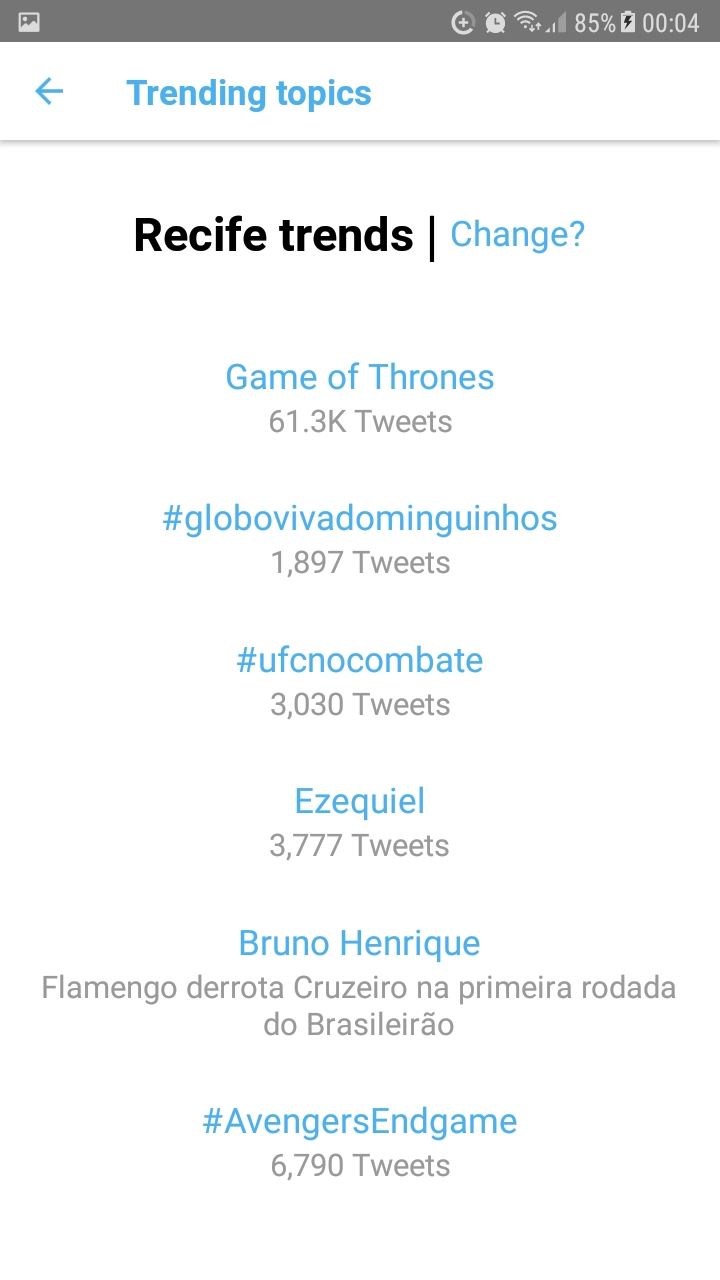 85% 00:04
Trending topics
Recife trends | Change?
Game of Thrones
61.3K Tweets
#globovivadominguinhos
1,897 Tweets
#ufcnocombate
3,030 Tweets
Ezequiel
3,777 Tweets
Bruno Henrique
Flamengo derrota Cruzeiro na primeira rodada
do Brasileirão
#AvengersEndgame
6,790 Tweets